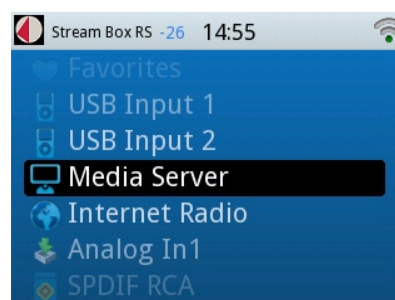 Stream Box RS -26 14:55
Favorites
USB Input 1
USB Input 2
Media Server
Internet Radio
Analog In1
SPDIF RCA